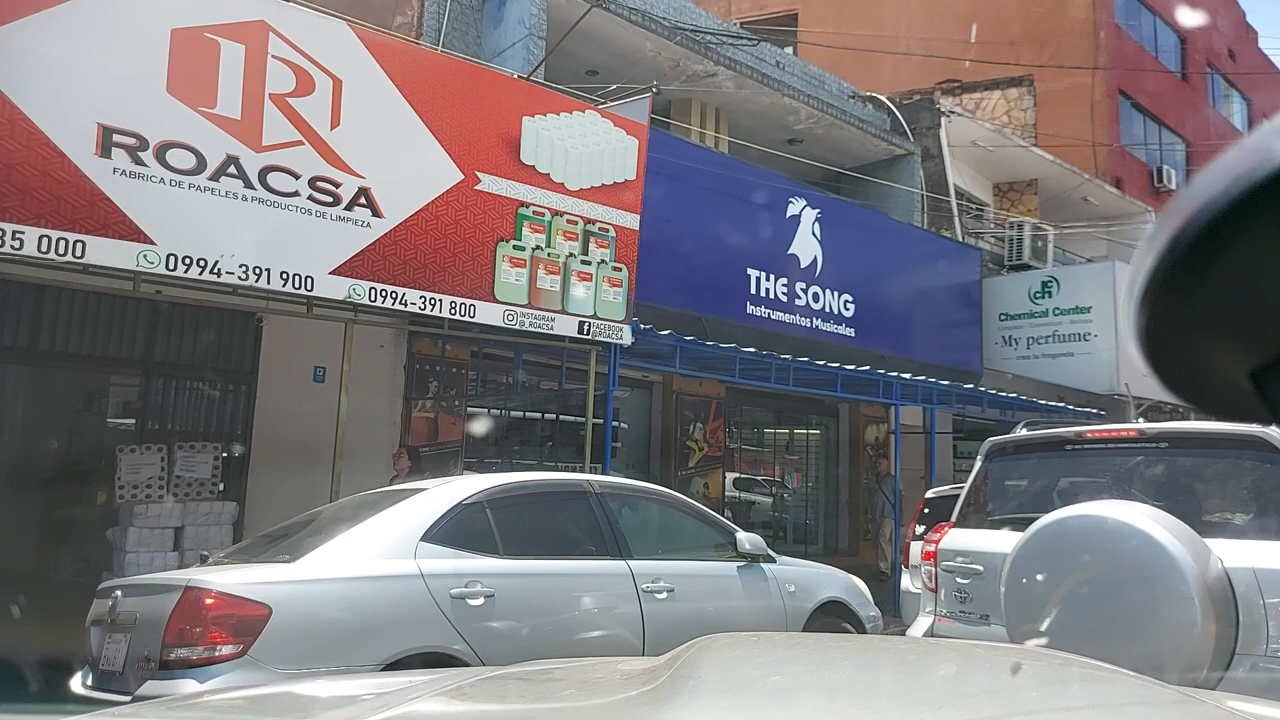 ROACSA
FABRICA DE PAPELES & PRODUCTOS DE LIMPIEZA
35 000
0994-391 900
0994-391 800
INSTAGRAM
@_ROACSA
FACEBOOK
@ROACSA
THE SONG
Instrumentos Musicales
Chemical Center
My perfume